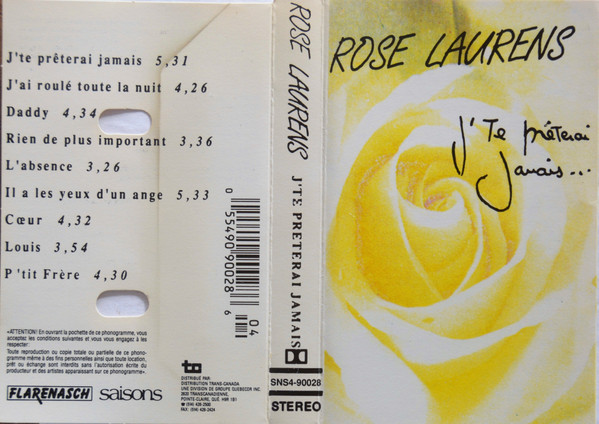 J'te prêterai jamais 5,31
J'ai roulé toute la nuit 4,26
Daddy 4,34
Rien de plus important 3,36
L'absence 3,26
Il a les yeux d'un ange 5,33
Cœur 4,32
Louis 3,54
P'tit Frère 4,30
«ATTENTION! En ouvrant la pochette de ce phonogramme, vous
acceptez les conditions suivantes et vous vous engagez à les
respecter:
Toute reproduction ou copie totale ou partielle de ce phono-
gramme même à des fins personnelles ainsi que toute location,
prêt ou échange sont interdits sans l'autorisation écrite du
producteur et des artistes apparaissant sur ce phonogramme».
FLARENASCH saisons
0 55490 90028 6
04
DISTRIBUÉ PAR:
DISTRIBUTION TRANS-CANADA
UNE DIVISION DE GROUPE QUEBECOR INC.
POINTE-CLAIRE, QUÉ. H9R 1B1
ROSE LAURENS J'TE PRETERAI JAMAIS
SNS4-90028
STEREO
ROSE LAURENS
J'te prêterai
jamais...